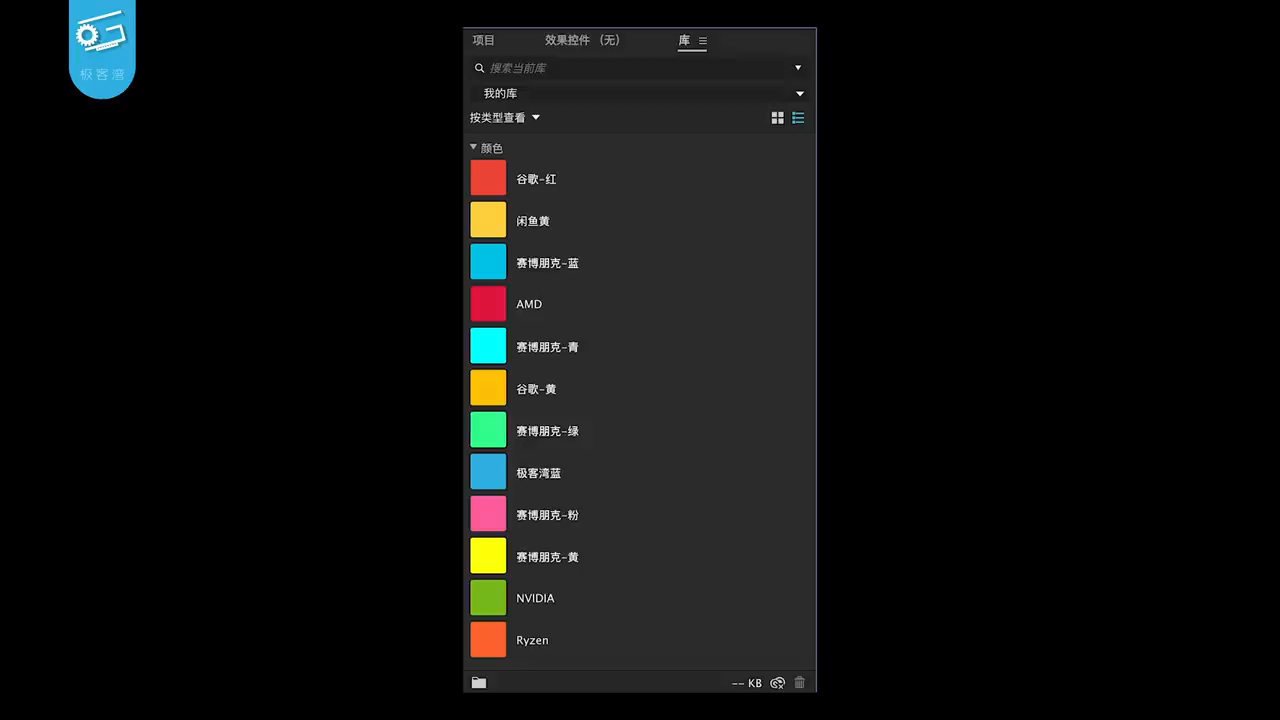 极客湾
项目 效果控件 （无） 库
搜索当前库
我的库
按类型查看
颜色
谷歌-红
闲鱼黄
赛博朋克-蓝
AMD
赛博朋克-青
谷歌-黄
赛博朋克-绿
极客湾蓝
赛博朋克-粉
赛博朋克-黄
NVIDIA
Ryzen
-- KB